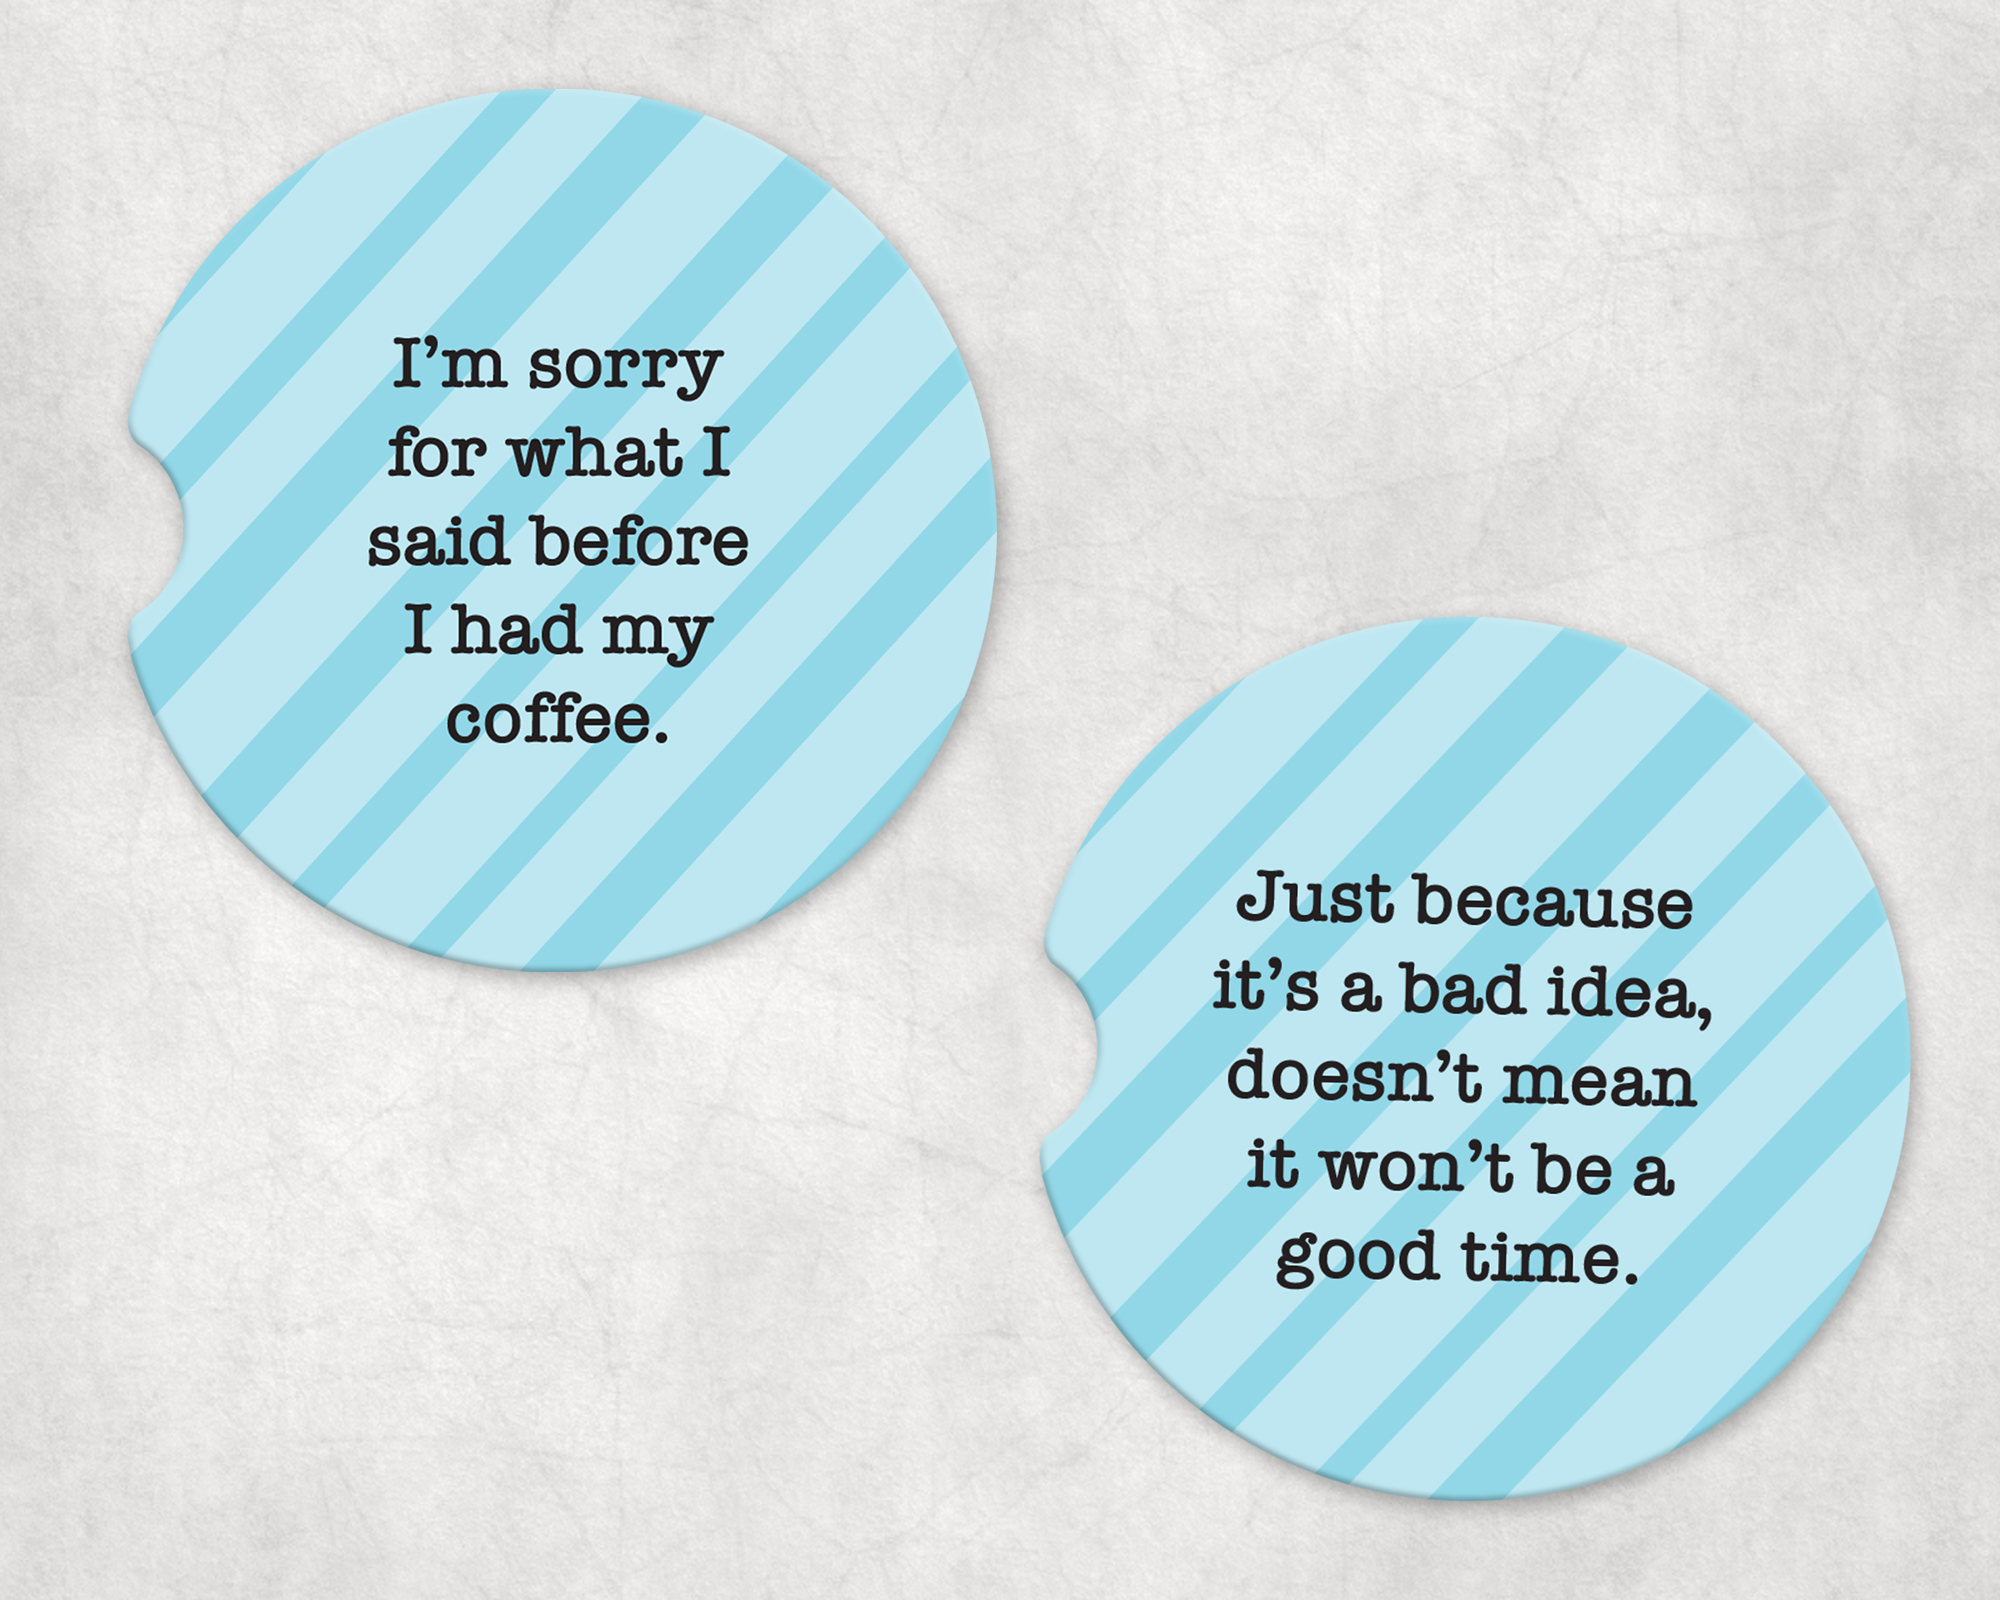 I’m sorry
for what I
said before
I had my
coffee.
Just because
it’s a bad idea,
doesn’t mean
it won’t be a
good time.